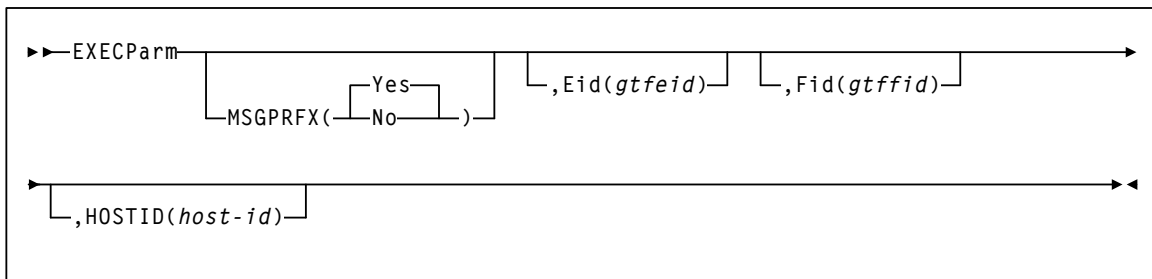 EXECParm
MSGPRFX( Yes )
No
,Eid(gtfeid)
,Fid(gtffid)
,HOSTID(host-id)